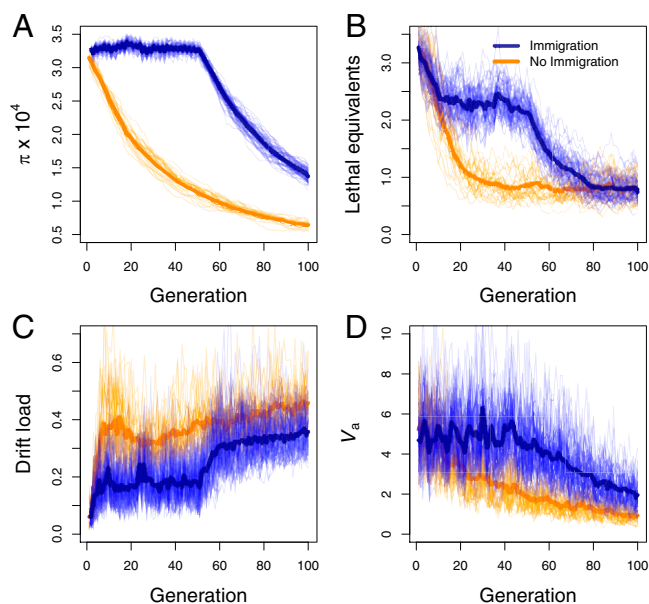 A
π x 10⁴
3.5
3.0
2.5
2.0
1.5
1.0
0.5
0 20 40 60 80 100
Generation
B
Immigration
No Immigration
Lethal equivalents
3.0
2.0
1.0
0.0
0 20 40 60 80 100
Generation
C
Drift load
0.6
0.4
0.2
0.0
0 20 40 60 80 100
Generation
D
Va
10
8
6
4
2
0
0 20 40 60 80 100
Generation